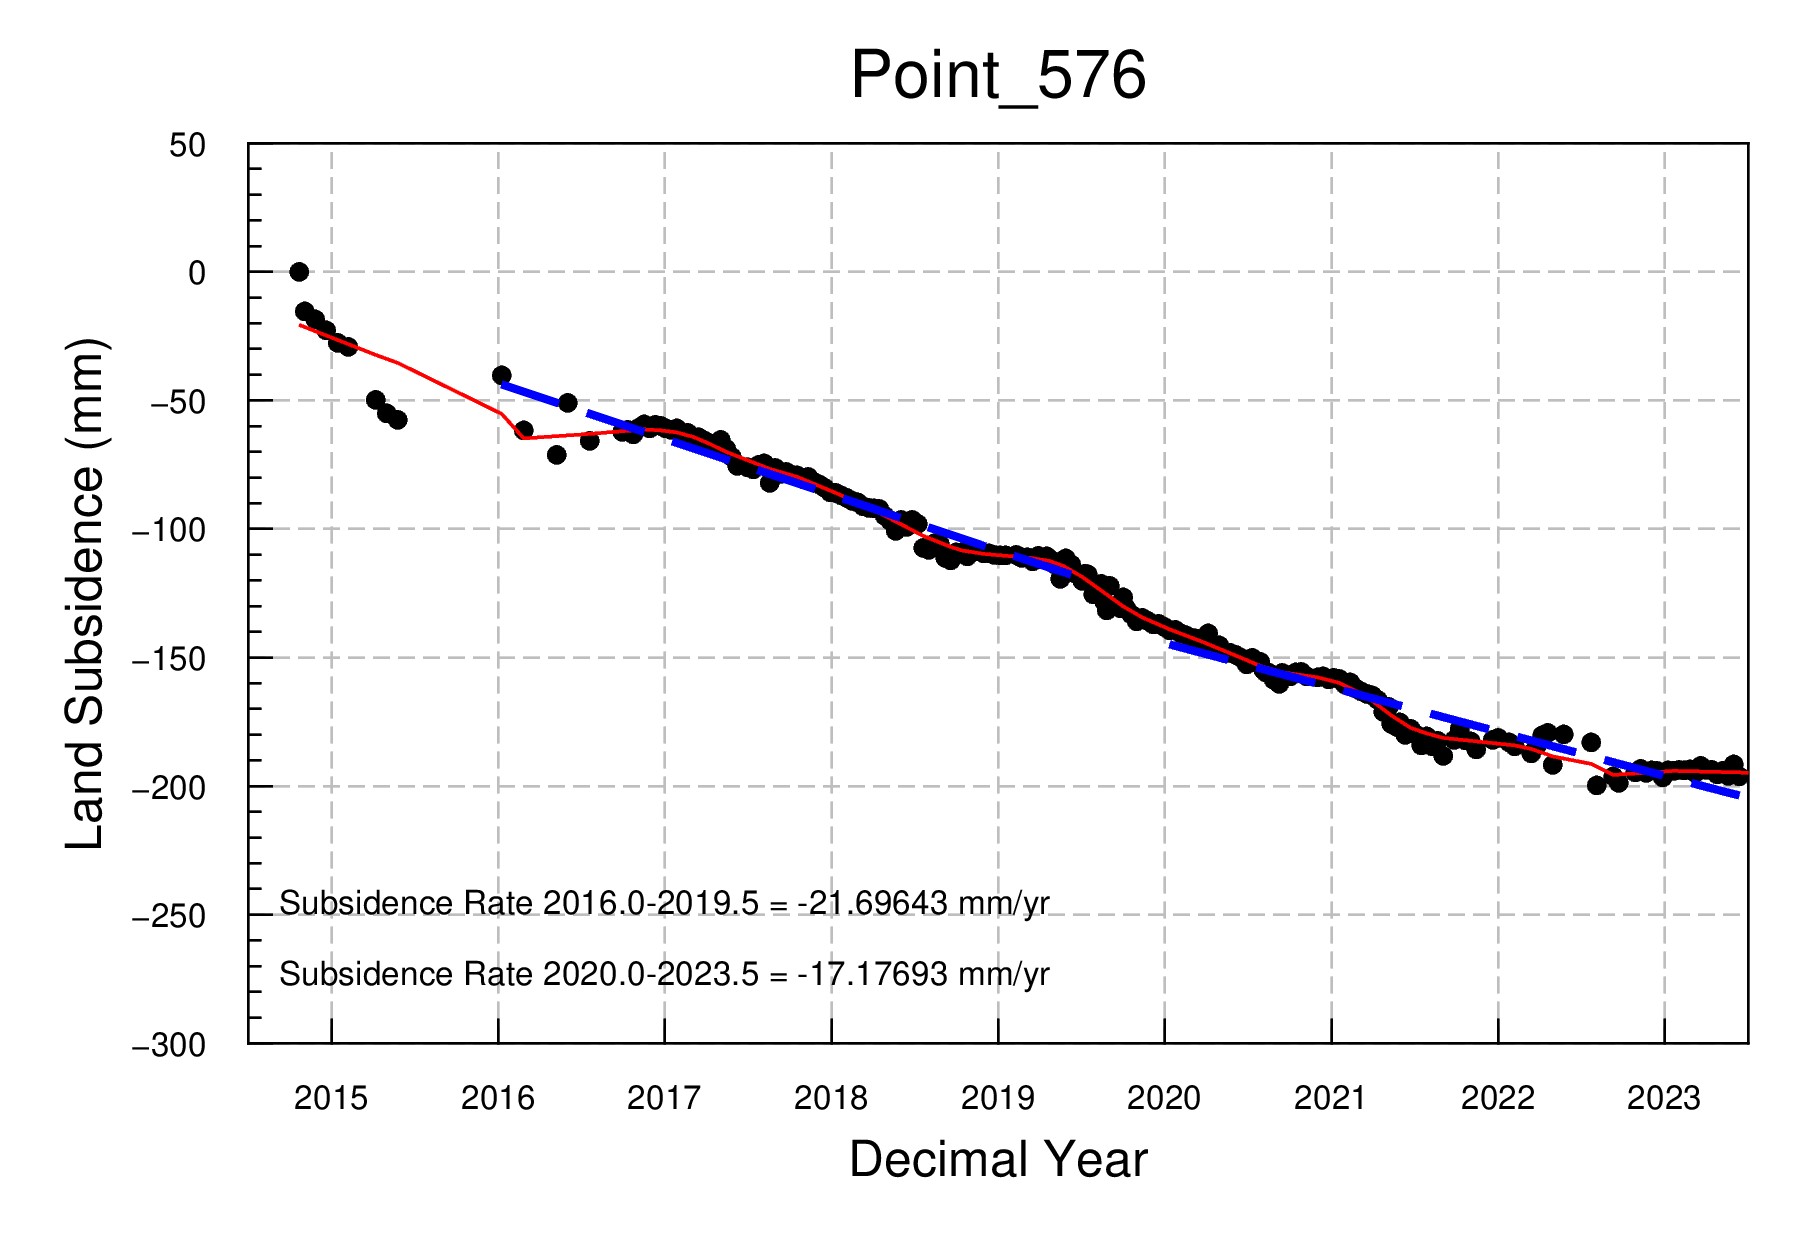 Point_576
50
0
−50
−100
−150
−200
−250
−300
Land Subsidence (mm)
Subsidence Rate 2016.0-2019.5 = -21.69643 mm/yr
Subsidence Rate 2020.0-2023.5 = -17.17693 mm/yr
2015 2016 2017 2018 2019 2020 2021 2022 2023
Decimal Year